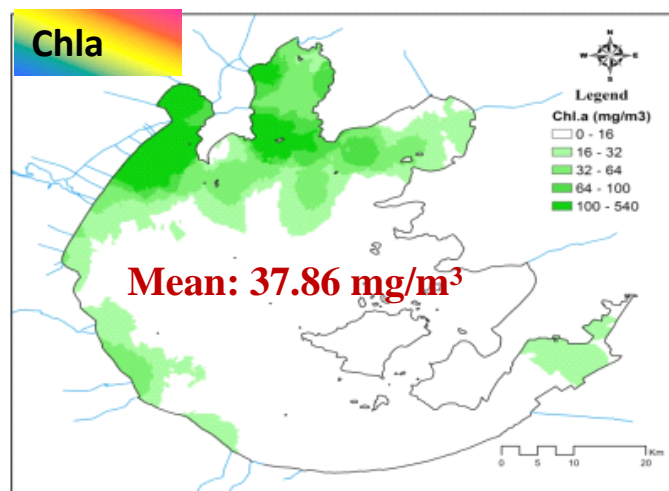 Chla
N
W E
S
Legend
Chl.a (mg/m3)
0 - 16
16 - 32
32 - 64
64 - 100
100 - 540
Mean: 37.86 mg/m³
Km
0 5 10 20